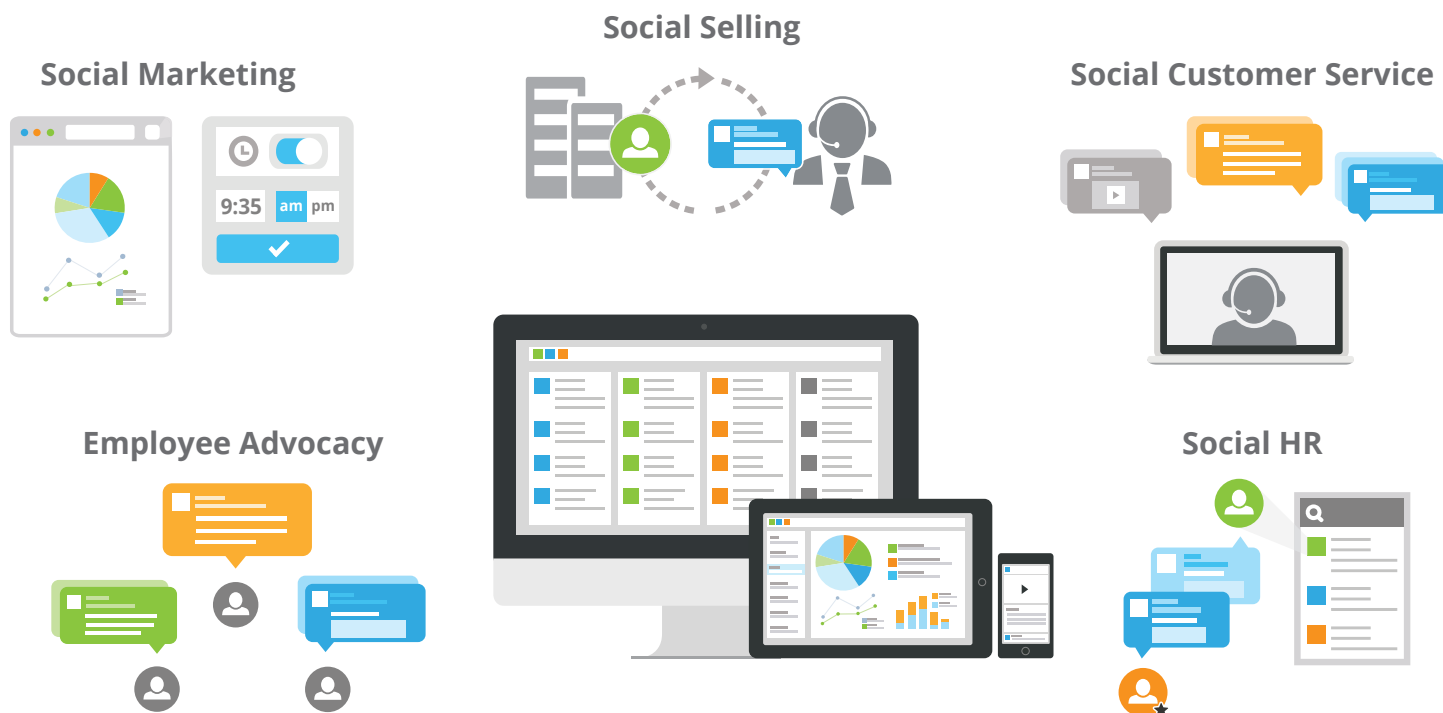 Social Selling
Social Marketing
Social Customer Service
9:35 am pm
Employee Advocacy
Social HR